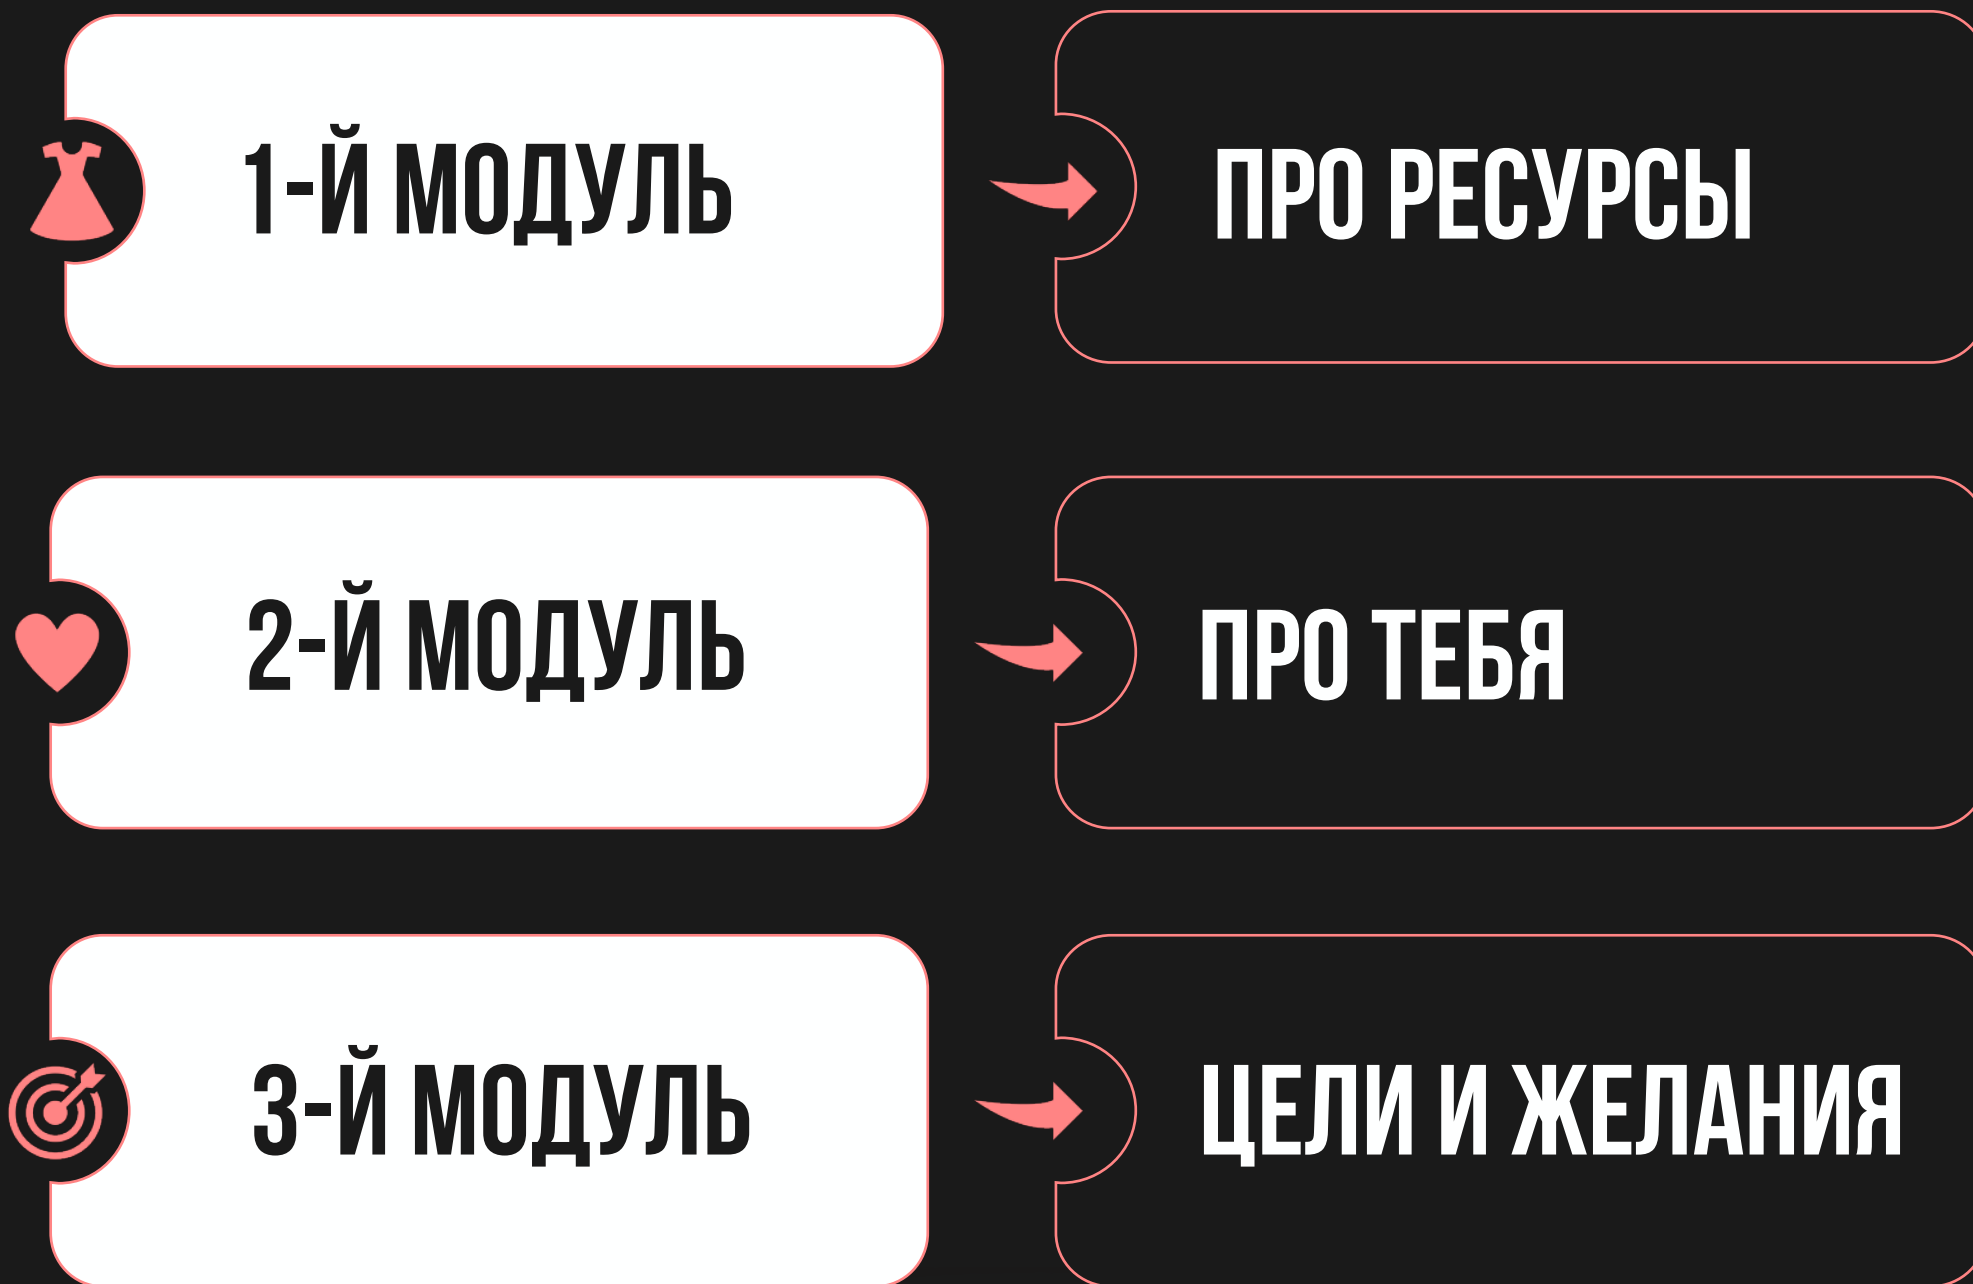 1-Й МОДУЛЬ
ПРО РЕСУРСЫ
2-Й МОДУЛЬ
ПРО ТЕБЯ
3-Й МОДУЛЬ
ЦЕЛИ И ЖЕЛАНИЯ